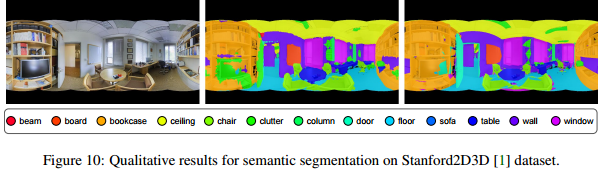 beam board bookcase ceiling chair clutter column door floor sofa table wall window
Figure 10: Qualitative results for semantic segmentation on Stanford2D3D [1] dataset.